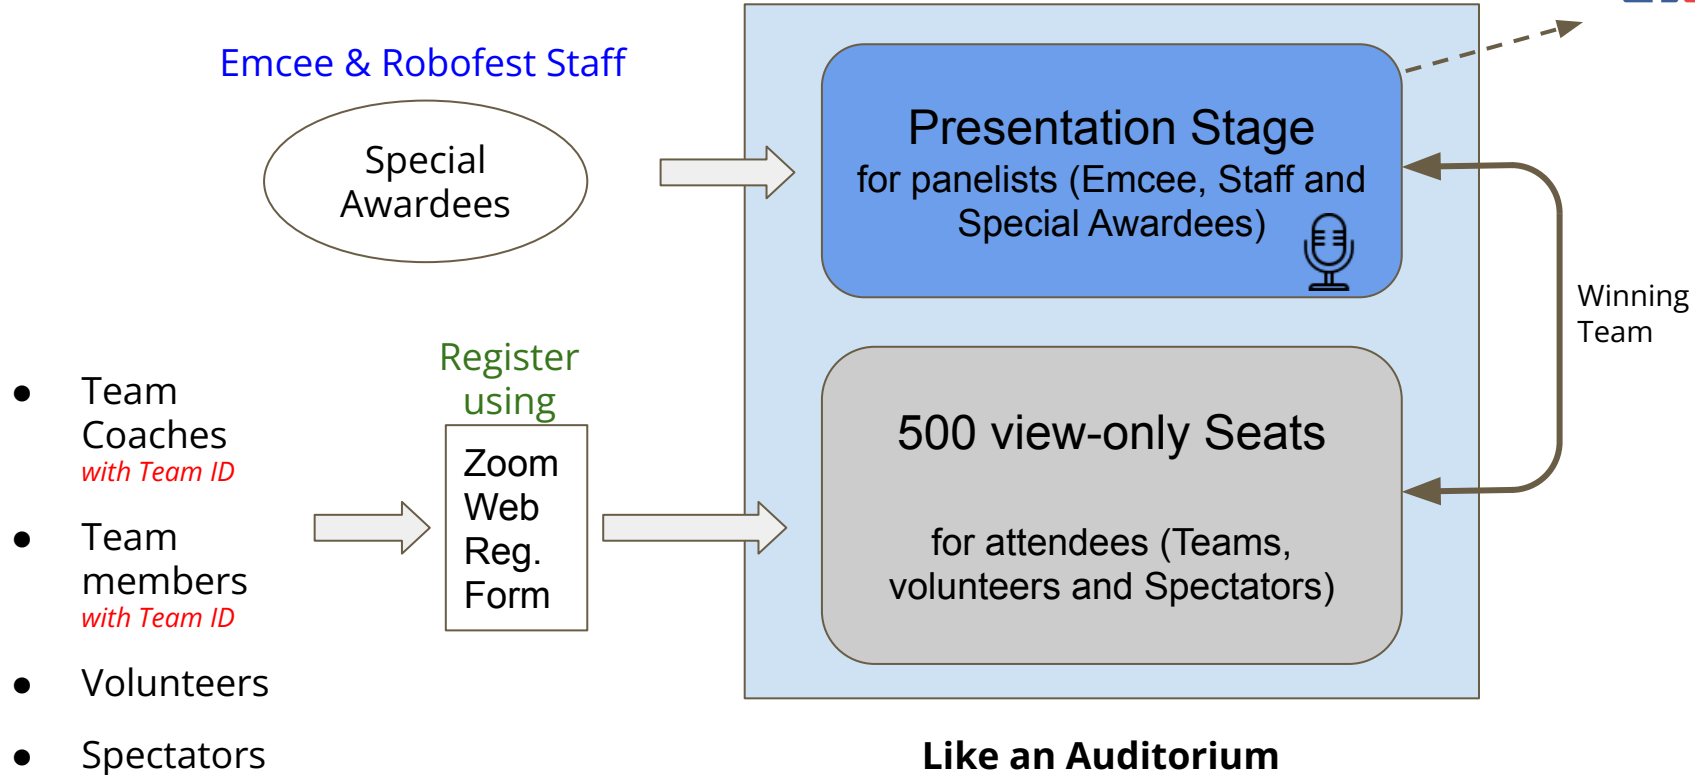 Emcee & Robofest Staff
Special
Awardees
Presentation Stage
for panelists (Emcee, Staff and
Special Awardees)
Winning
Team
● Team
Coaches
with Team ID
● Team
members
with Team ID
● Volunteers
● Spectators
Register
using
Zoom
Web
Reg.
Form
500 view-only Seats
for attendees (Teams,
volunteers and Spectators)
Like an Auditorium